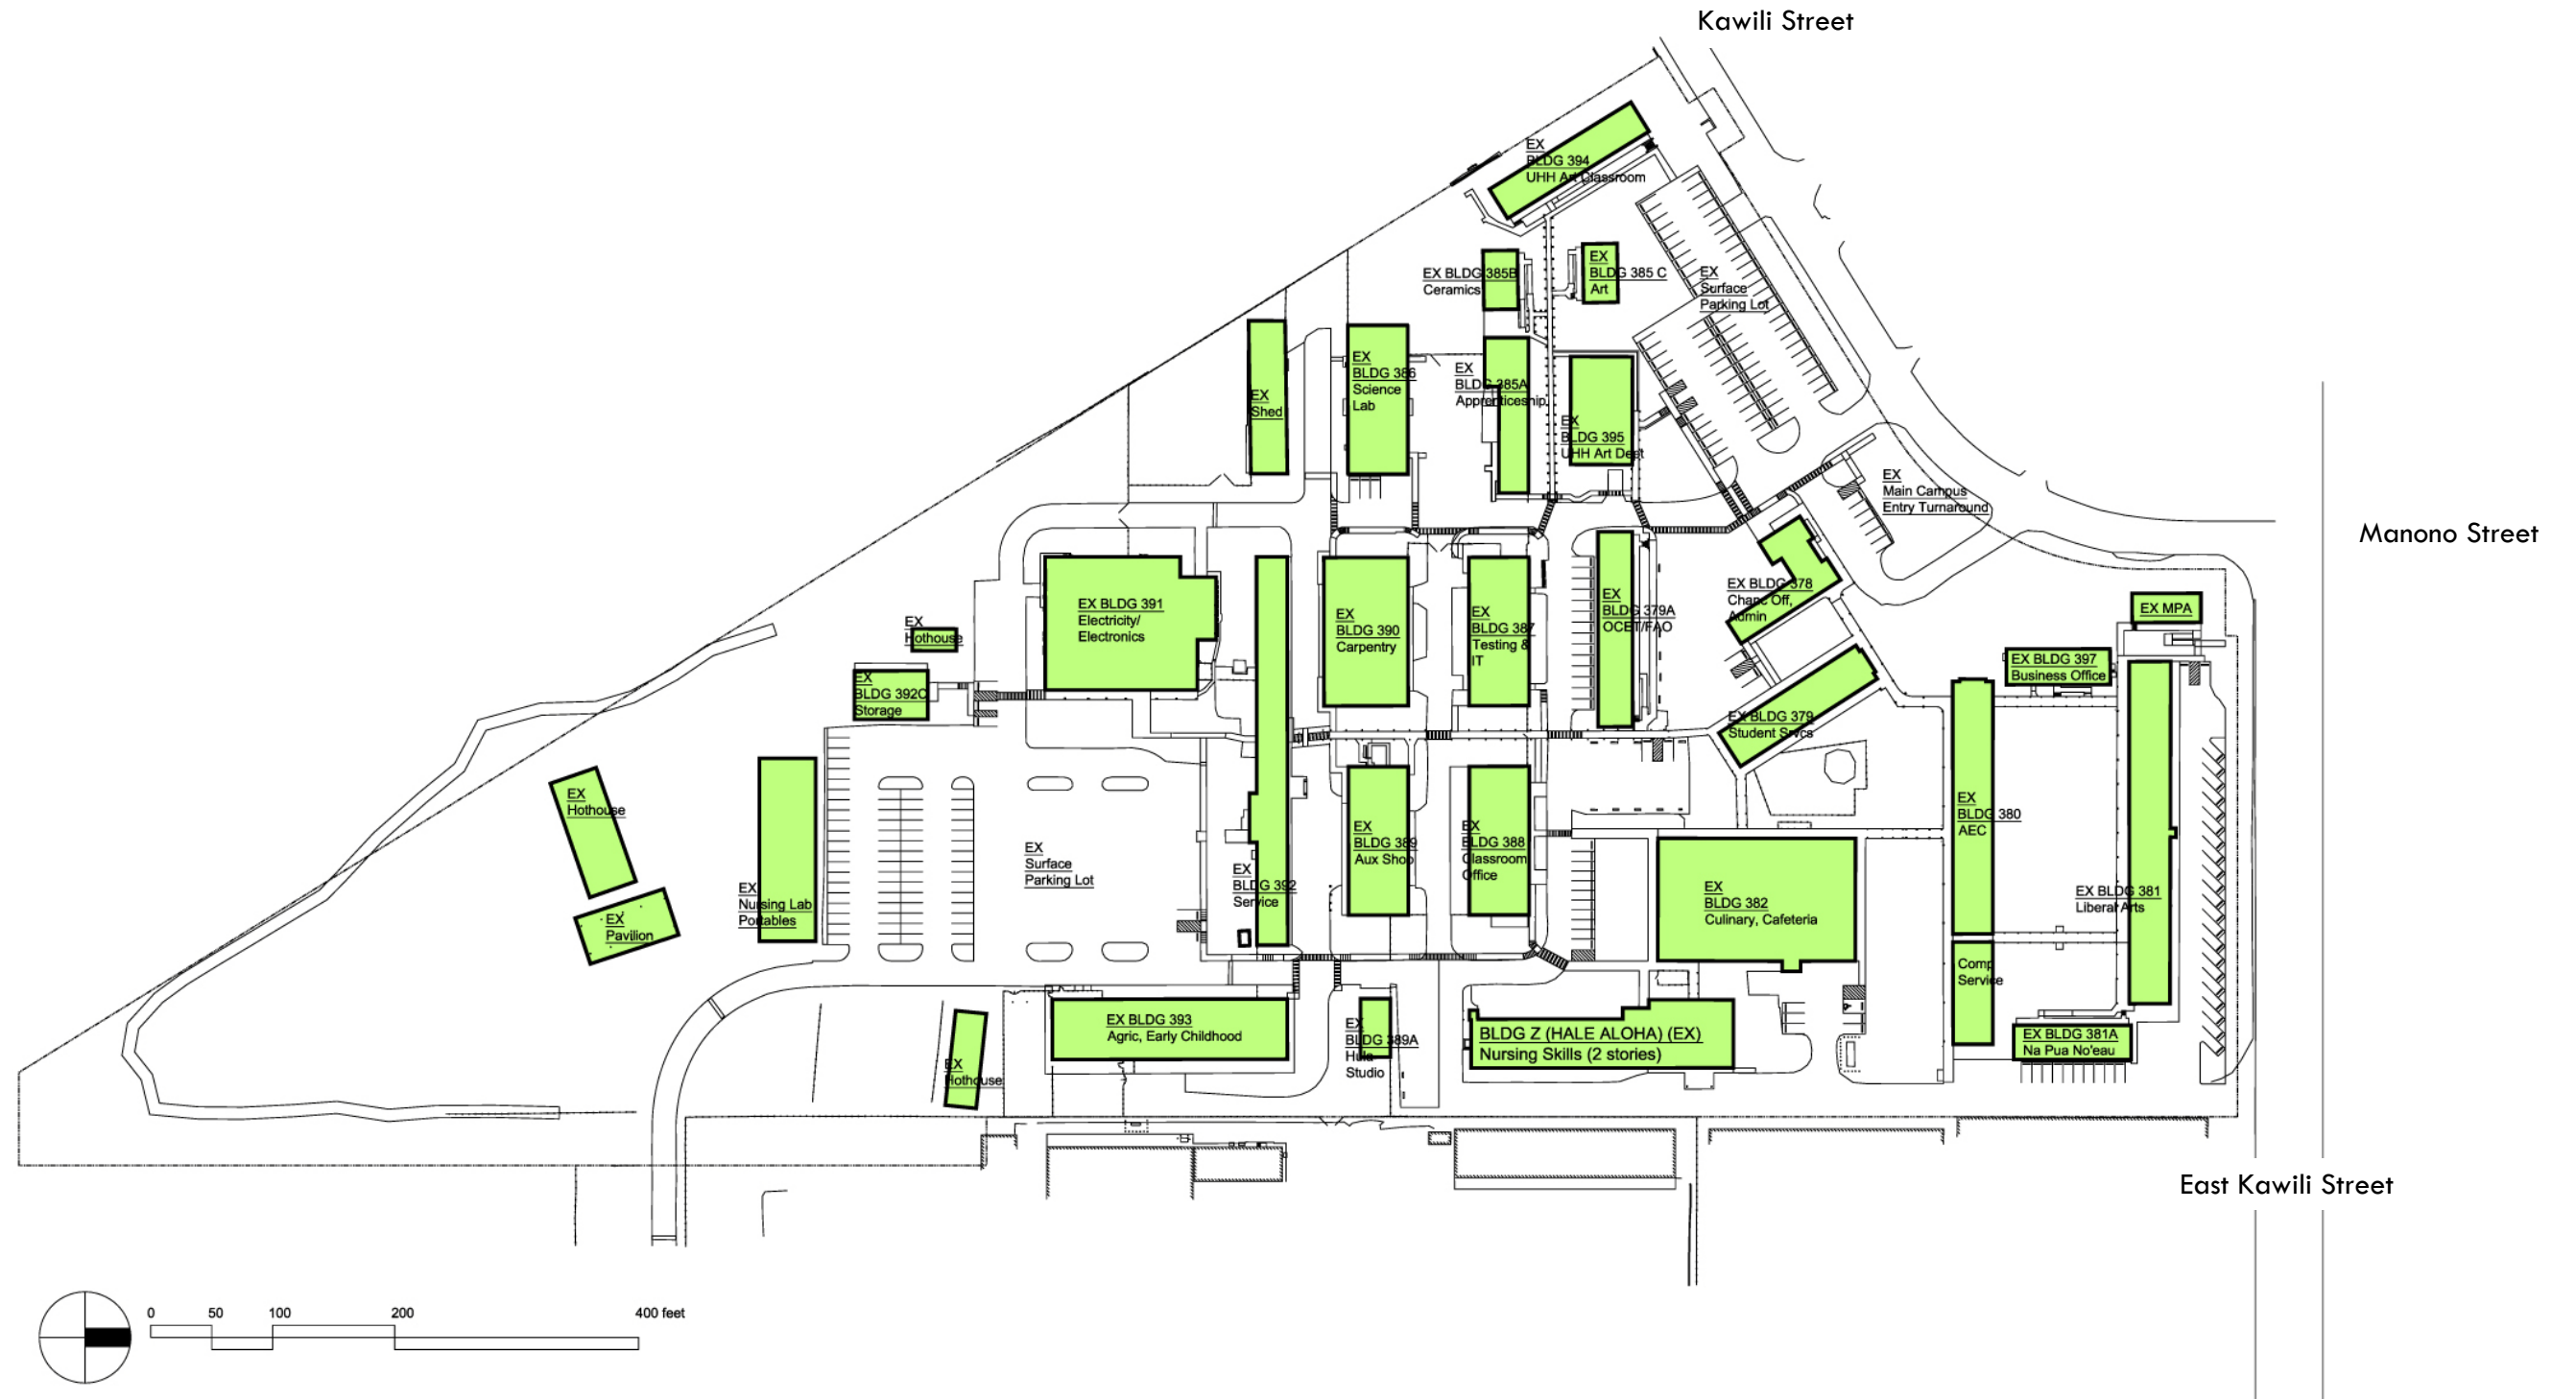 Kawili Street
EX
BLDG 394
UHH Art Classroom
EX BLDG 385B
Ceramics
EX
BLDG 385 C
Art
EX
Surface
Parking Lot
EX
Shed
EX
BLDG 386
Science
Lab
EX
BLDG 385A
Apprenticeship
EX
BLDG 395
UHH Art Dept
EX
Main Campus
Entry Turnaround
Manono Street
EX BLDG 391
Electricity/
Electronics
EX
Hothouse
EX
BLDG 392C
Storage
EX
BLDG 390
Carpentry
EX
BLDG 387
Testing &
IT
EX
BLDG 379A
OCET/FAO
EX BLDG 378
Chanc Off,
Admin
EX MPA
EX BLDG 397
Business Office
EX BLDG 379
Student Srvcs
EX
Hothouse
EX
Pavilion
EX
Nursing Lab
Portables
EX
Surface
Parking Lot
EX
BLDG 392
Service
EX
BLDG 389
Aux Shop
EX
BLDG 388
Classroom
Office
EX
BLDG 382
Culinary, Cafeteria
EX
BLDG 380
AEC
EX BLDG 381
Liberal Arts
Comp
Service
EX
Hothouse
EX BLDG 393
Agric, Early Childhood
EX
BLDG 389A
Hula
Studio
BLDG Z (HALE ALOHA) (EX)
Nursing Skills (2 stories)
EX BLDG 381A
Na Pua No'eau
East Kawili Street
0 50 100 200 400 feet